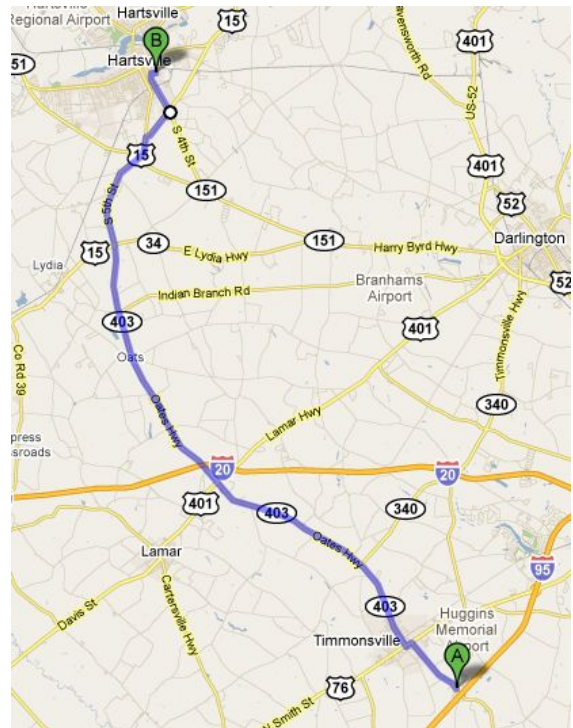 Hartsville
Regional Airport
Hartsville
15
401
B
51
Hartsville
US-52
S 4th St
15
401
52
S 5th St
151
Darlington
34
151
Harry Byrd Hwy
15
E Lydia Hwy
52
Lydia
Branhams
Airport
Indian Branch Rd
403
401
Timmonsville Hwy
Co Rd 39
Oats
340
Oates Hwy
Lamar Hwy
press
ssroads
20
20
401
403
340
Lamar
Oates Hwy
95
Cartersville Hwy
Davis St
403
Huggins
Memorial
Airport
Timmonsville
A
76
N Smith St